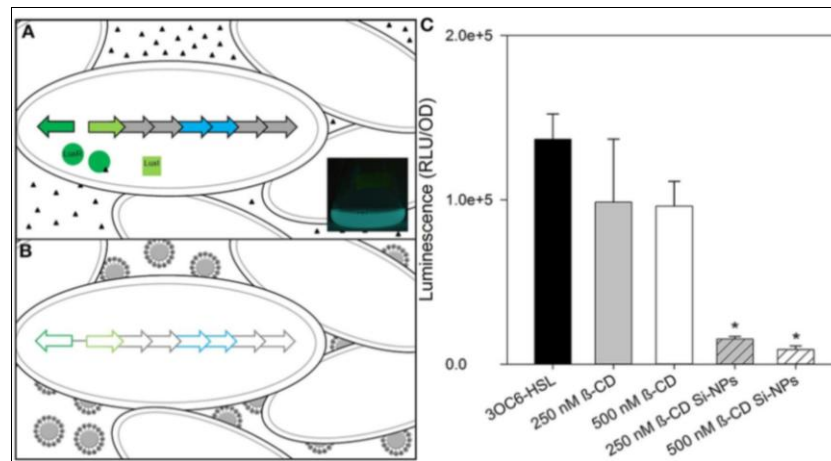 A
LuxR
LuxI
B
C
Luminescence (RLU/OD)
2.0e+5
1.0e+5
0.0
*
*
3OC6-HSL
250 nM ß-CD
500 nM ß-CD
250 nM ß-CD Si-NPs
500 nM ß-CD Si-NPs